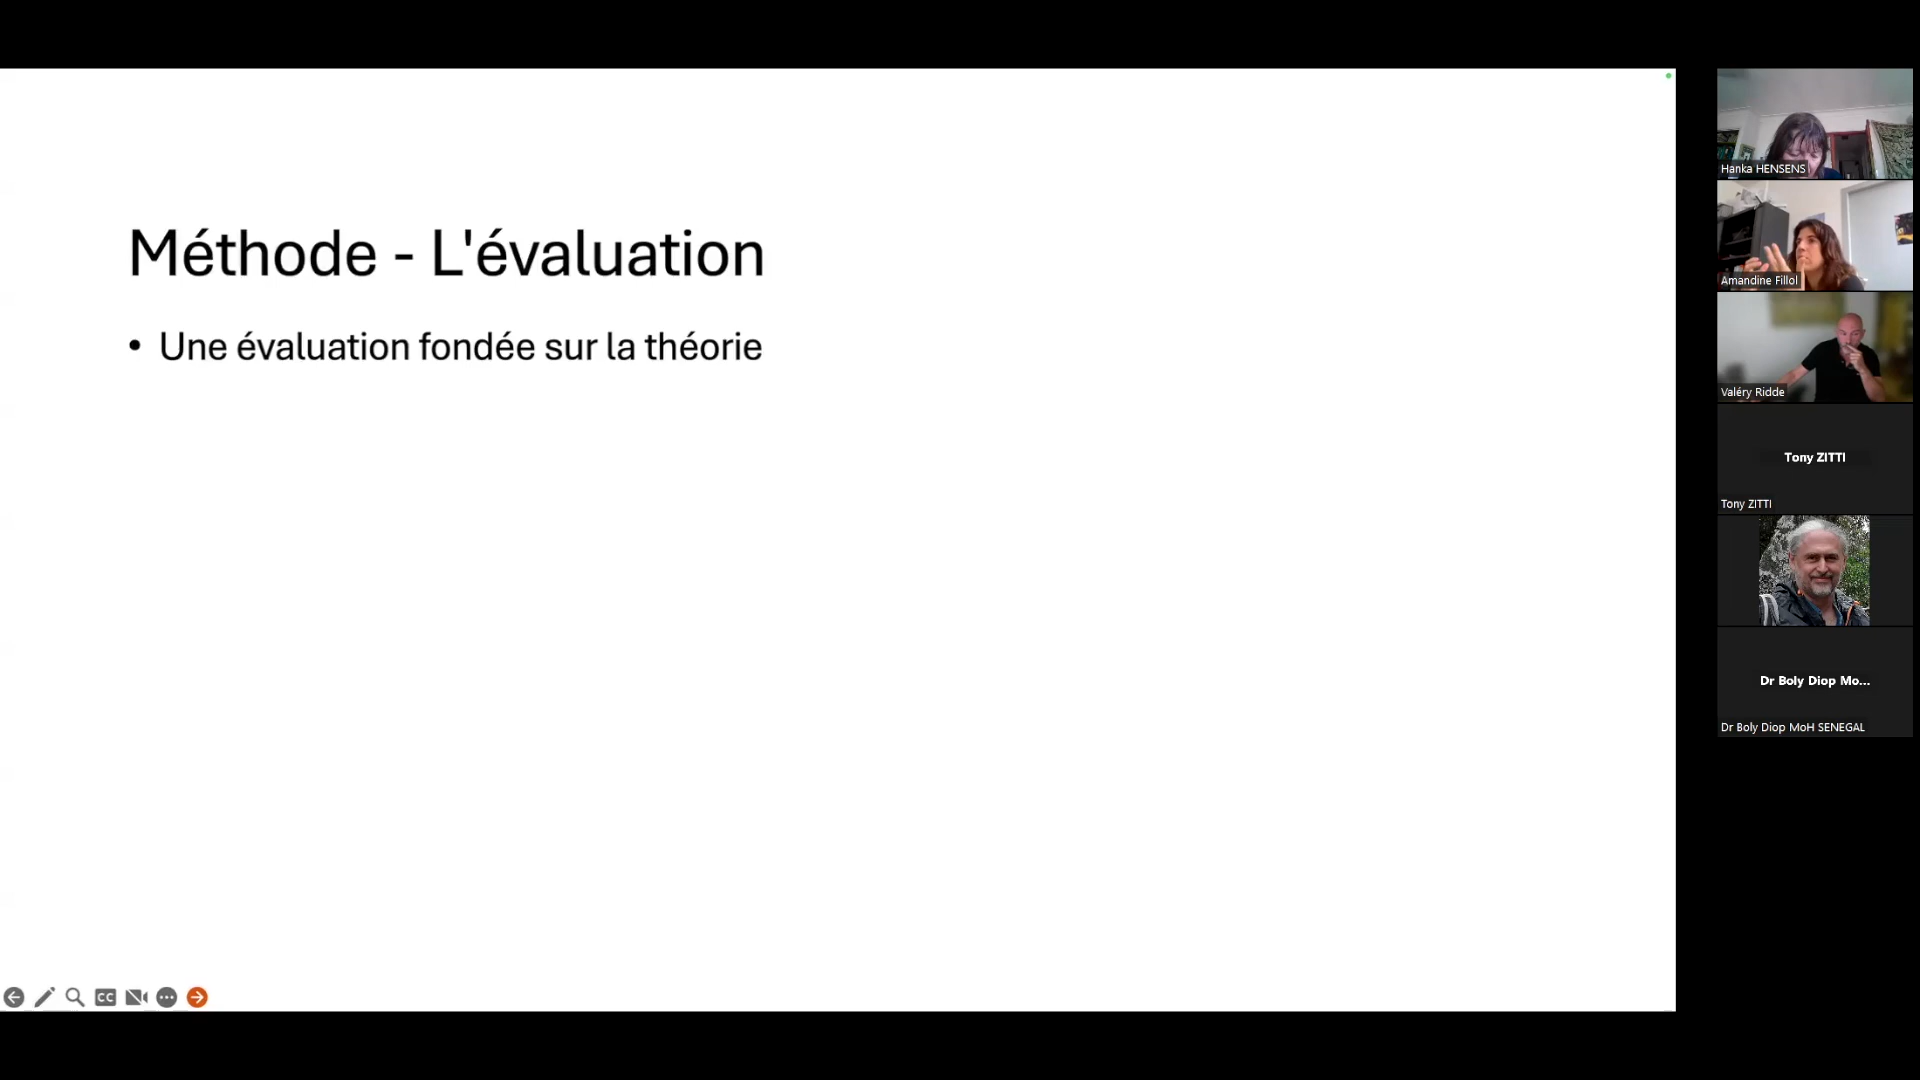 Méthode - L'évaluation
• Une évaluation fondée sur la théorie
CC
Hanka HENSENS
Amandine Fillol
Valéry Ridde
Tony ZITTI
Tony ZITTI
Dr Boly Diop Mo...
Dr Boly Diop MoH SENEGAL